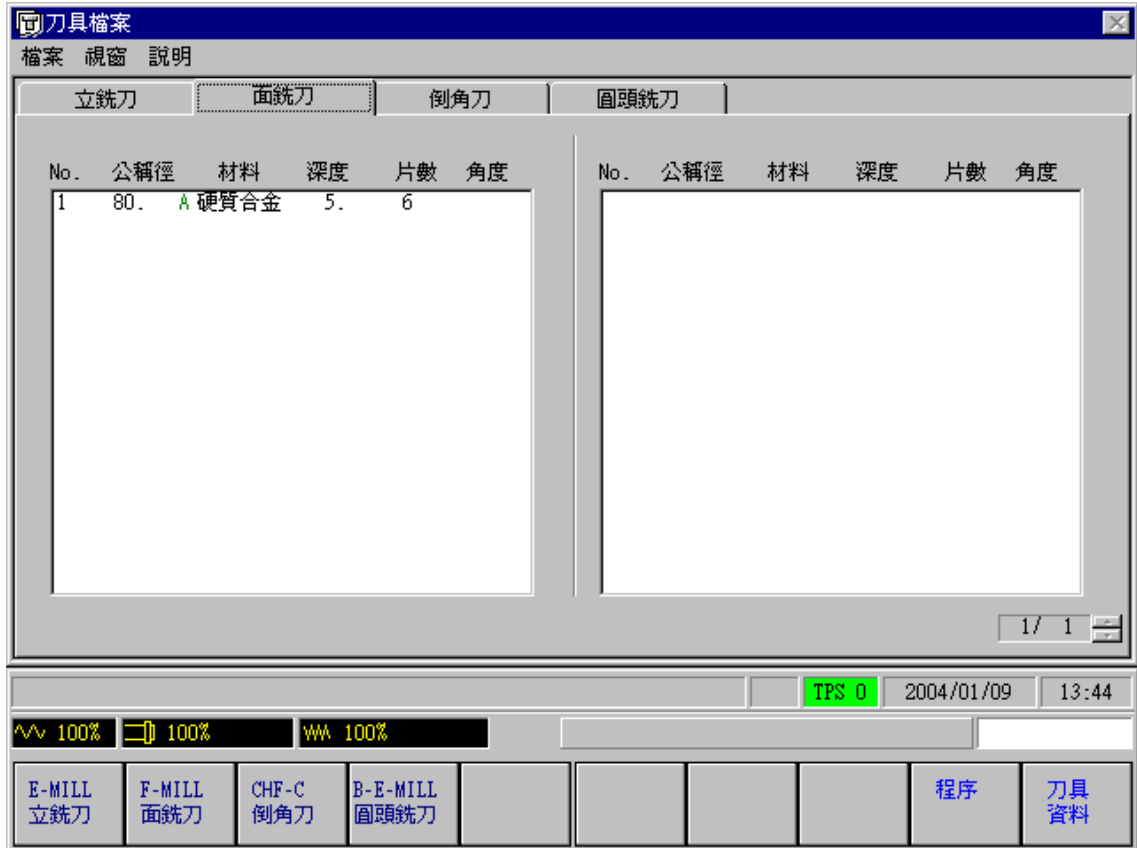 刀具檔案
檔案 視窗 說明
立銑刀 面銑刀 倒角刀 圓頭銑刀
No. 公稱徑 材料 深度 片數 角度 No. 公稱徑 材料 深度 片數 角度
1 80. A 硬質合金 5. 6
1/ 1
TPS 0 2004/01/09 13:44
100% 100% 100%
E-MILL F-MILL CHF-C B-E-MILL 程序 刀具
立銑刀 面銑刀 倒角刀 圓頭銑刀 資料